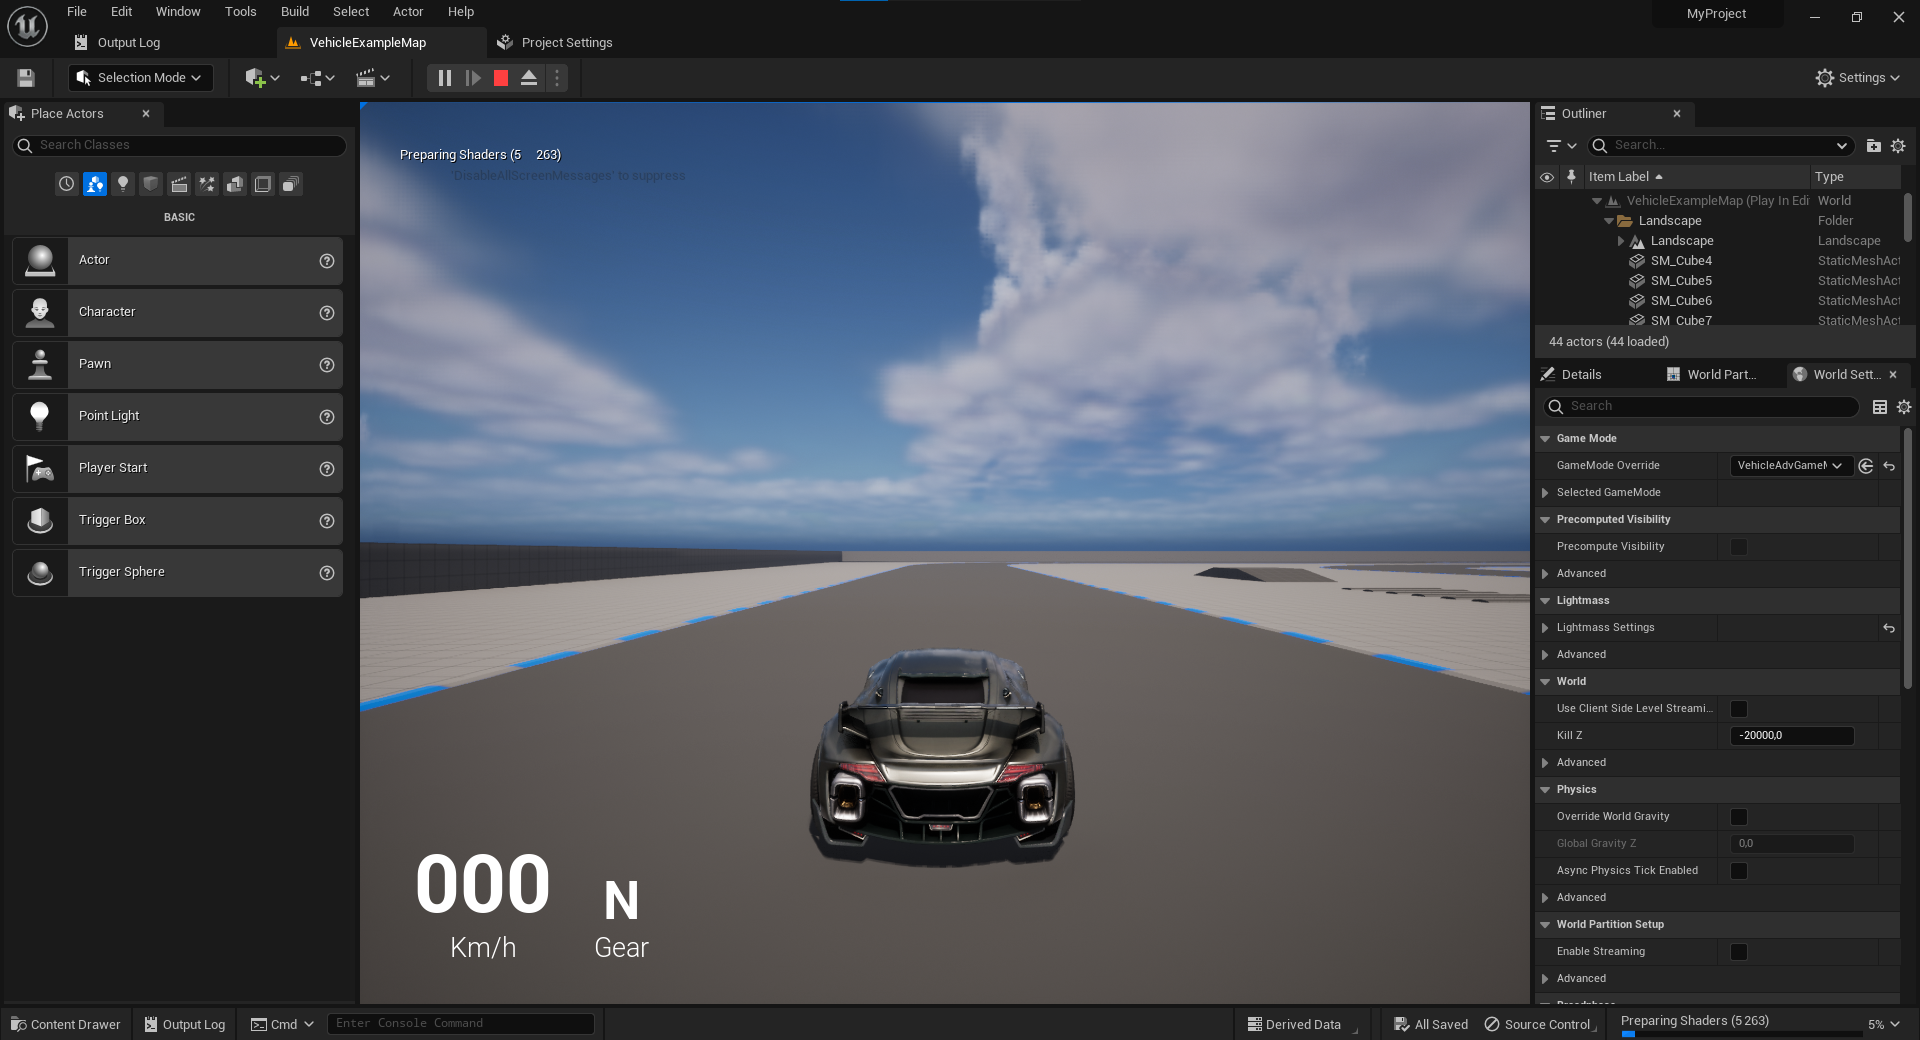 File Edit Window Tools Build Select Actor Help
MyProject
Output Log
VehicleExampleMap
Project Settings
Selection Mode
Settings
Place Actors
Search Classes
BASIC
Actor
Character
Pawn
Point Light
Player Start
Trigger Box
Trigger Sphere
Preparing Shaders (5 263)
'DisableAllScreenMessages' to suppress
000
Km/h
N
Gear
Outliner
Search...
Item Label Type
VehicleExampleMap (Play In Edi World
Landscape Folder
Landscape Landscape
SM_Cube4 StaticMeshAct
SM_Cube5 StaticMeshAct
SM_Cube6 StaticMeshAct
SM_Cube7 StaticMeshAct
44 actors (44 loaded)
Details
World Part...
World Sett...
Search
Game Mode
GameMode Override VehicleAdvGameM
Selected GameMode
Precomputed Visibility
Precompute Visibility
Advanced
Lightmass
Lightmass Settings
Advanced
World
Use Client Side Level Streami...
Kill Z -20000,0
Advanced
Physics
Override World Gravity
Global Gravity Z 0,0
Async Physics Tick Enabled
Advanced
World Partition Setup
Enable Streaming
Advanced
Content Drawer
Output Log
Cmd
Enter Console Command
Derived Data
All Saved
Source Control
Preparing Shaders (5 263)
5%